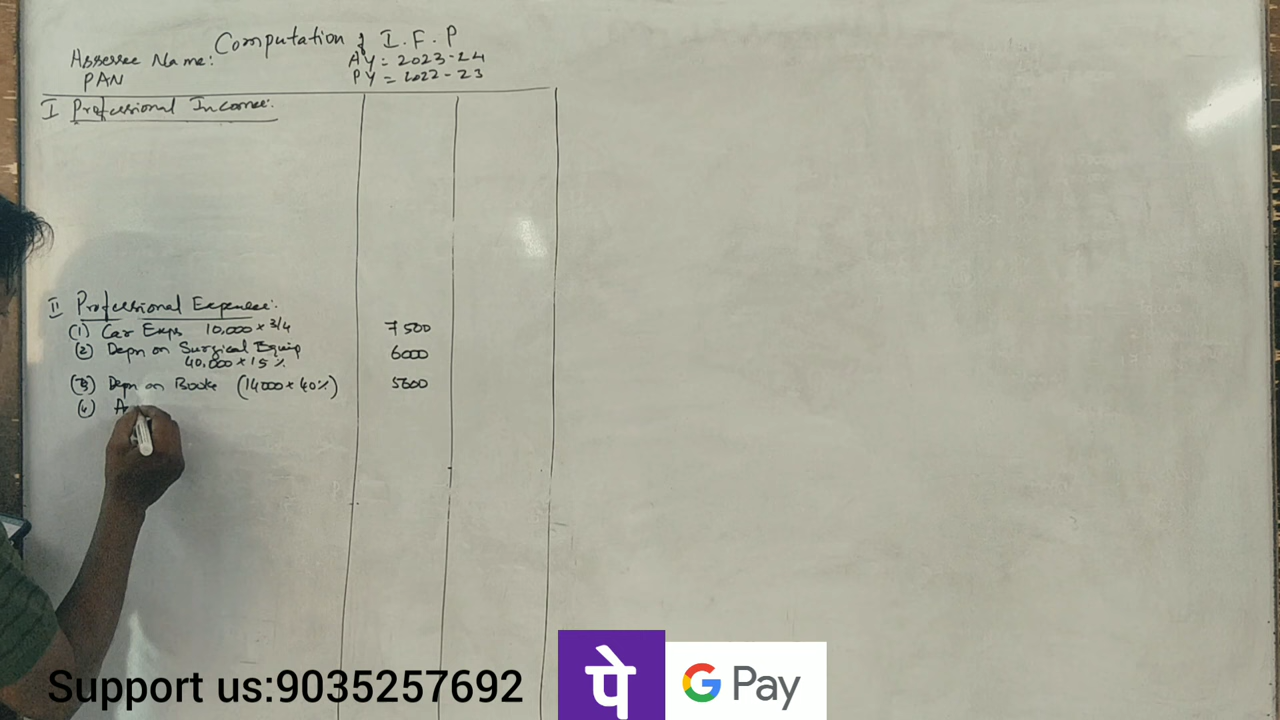 Computation of I.F.P
Assessee Name: AY = 2023-24
PAN PY = 2022-23
I Professional Income:
II Professional Expenses:
(1) Car Exps 10,000 × 3/4 7500
(2) Depn on Surgical Equip 6000
40,000 × 15%
(3) Depn on Books (14000 × 40%) 5600
(4) A
Support us:9035257692 पे G Pay